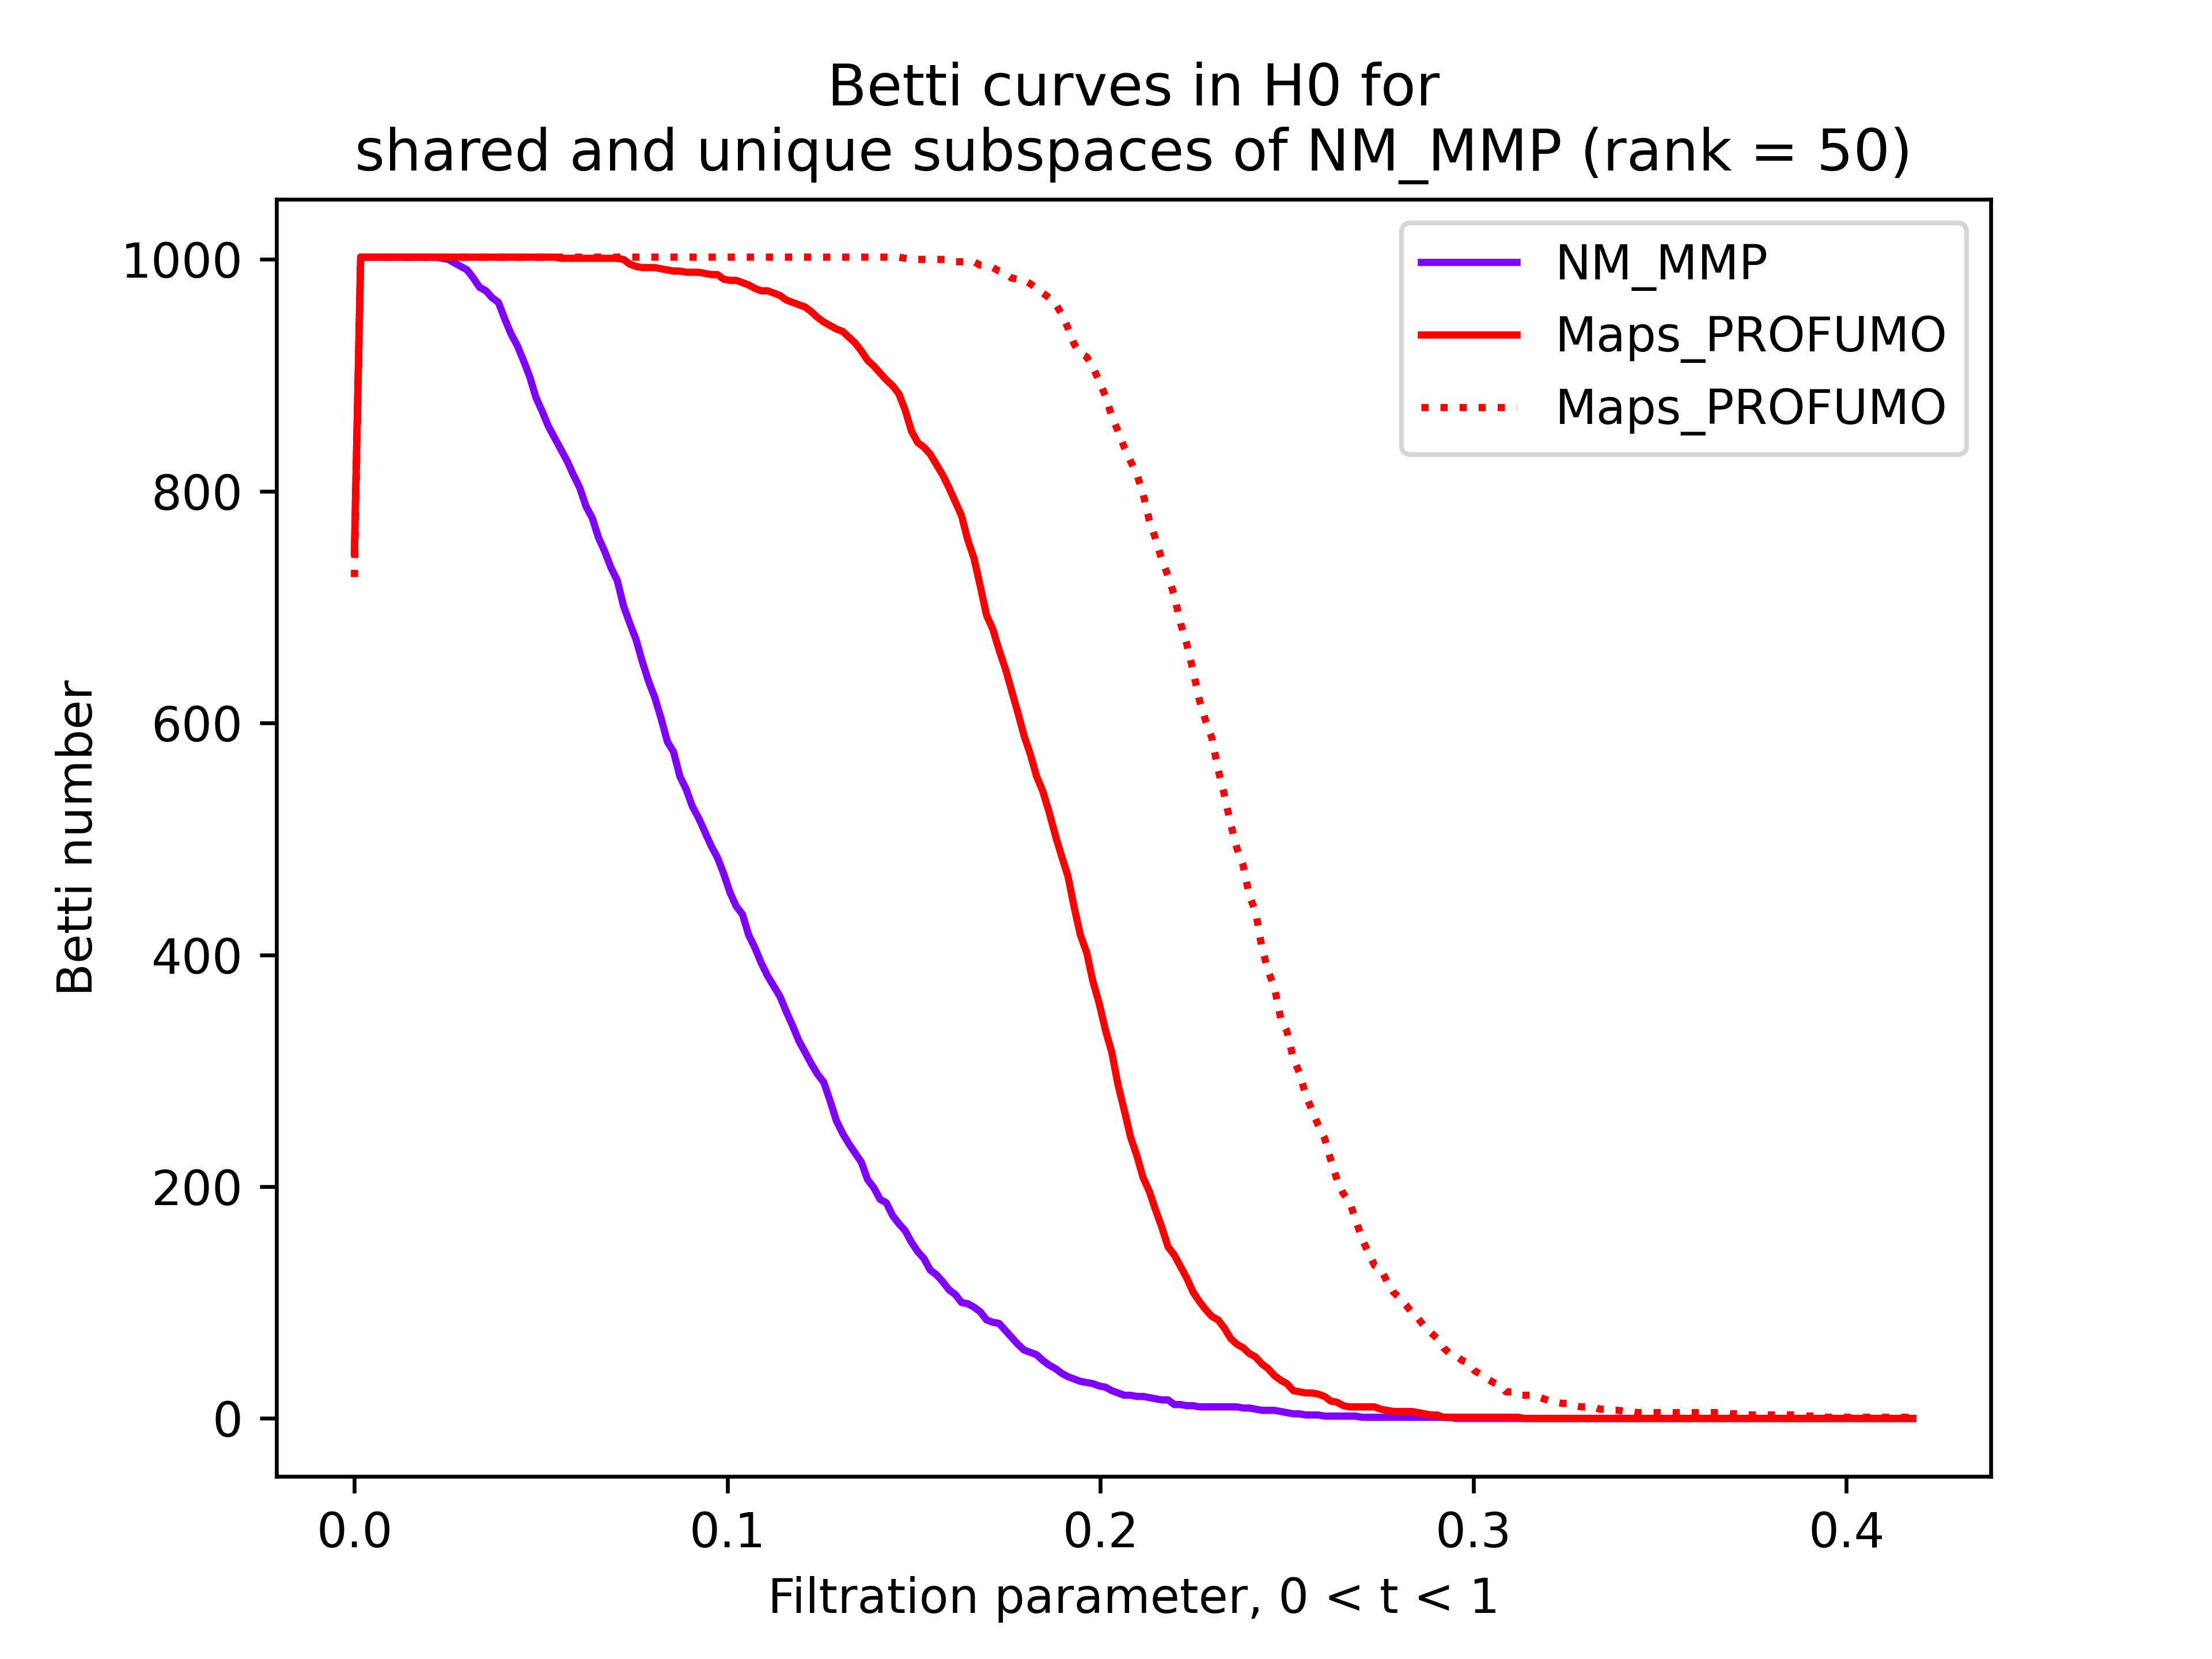 Betti curves in H0 for
shared and unique subspaces of NM_MMP (rank = 50)
NM_MMP
Maps_PROFUMO
Maps_PROFUMO
Betti number
1000
800
600
400
200
0
0.0 0.1 0.2 0.3 0.4
Filtration parameter, 0 < t < 1